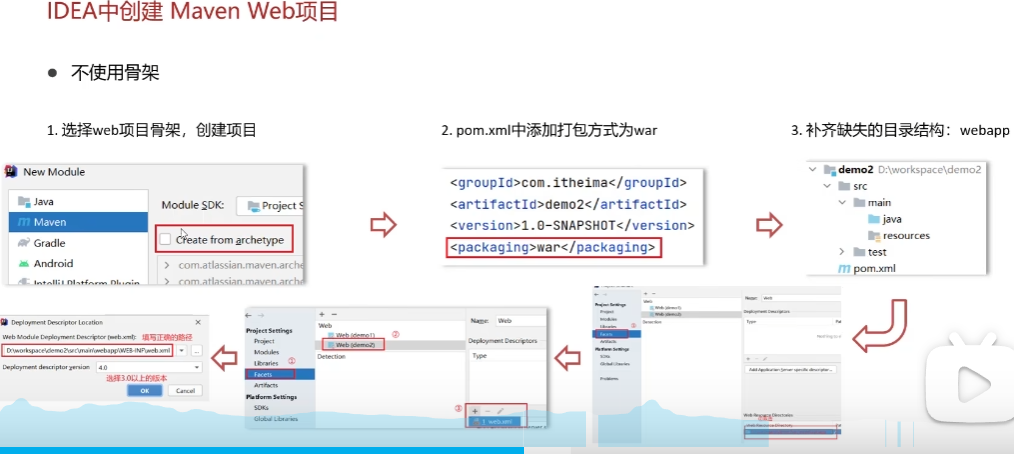 IDEA中创建 Maven Web项目
● 不使用骨架
1. 选择web项目骨架，创建项目
2. pom.xml中添加打包方式为war
3. 补齐缺失的目录结构：webapp
New Module
Java
Maven
Gradle
Android
IntelliJ Platform Plugin
Module SDK:
Project S
Create from archetype
com.atlassian.maven.arche
com.atlassian.maven.arche
<groupId>com.itheima</groupId>
<artifactId>demo2</artifactId>
<version>1.0-SNAPSHOT</version>
<packaging>war</packaging>
demo2 D:\workspace\demo2
src
main
java
resources
test
pom.xml
Deployment Descriptor Location
Web Module Deployment Descriptor (web.xml): 填写正确的路径
D:\workspace\demo2\src\main\webapp\WEB-INF\web.xml
Deployment descriptor version 4.0
选择3.0以上的版本
OK
Cancel
Project Settings
Project
Modules
Libraries ①
Facets
Artifacts
Platform Settings
SDKs
Global Libraries
Web
Web (demo1) ②
Web (demo2)
Detection
Name: Web
Deployment Descriptors
Type
③
web.xml
Project Settings
Project
Modules
Libraries
Facets
Artifacts
Platform Settings
SDKs
Global Libraries
Problems
Web
Web (demo1)
Web (demo2)
Detection
Name: Web
Deployment Descriptors
Type
Add Application Server specific descriptor...
Web Resource Directories